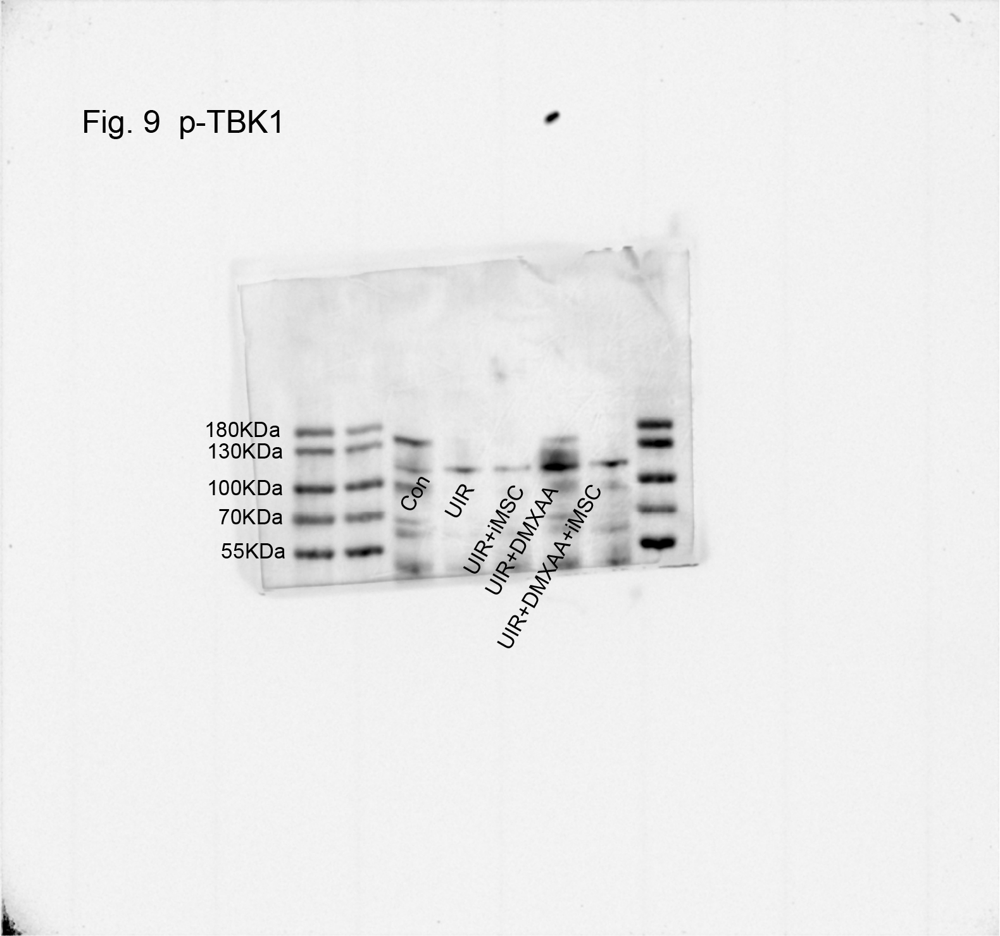 Fig. 9 p-TBK1
180KDa
130KDa
100KDa
70KDa
55KDa
Con
UIR
UIR+iMSC
UIR+DMXAA
UIR+DMXAA+iMSC